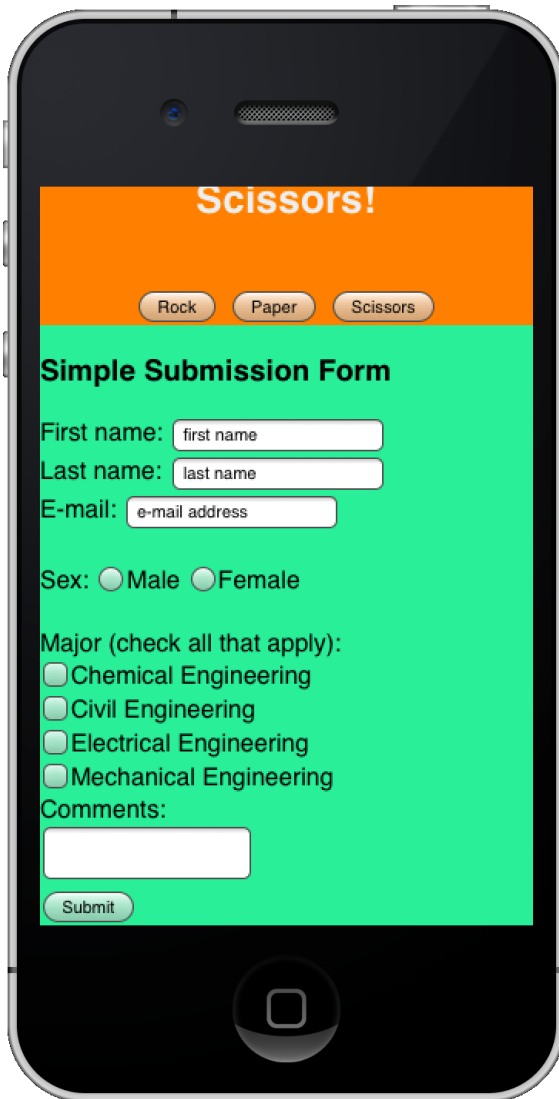 Scissors!
Rock Paper Scissors
Simple Submission Form
First name: first name
Last name: last name
E-mail: e-mail address
Sex: Male Female
Major (check all that apply):
Chemical Engineering
Civil Engineering
Electrical Engineering
Mechanical Engineering
Comments:
Submit